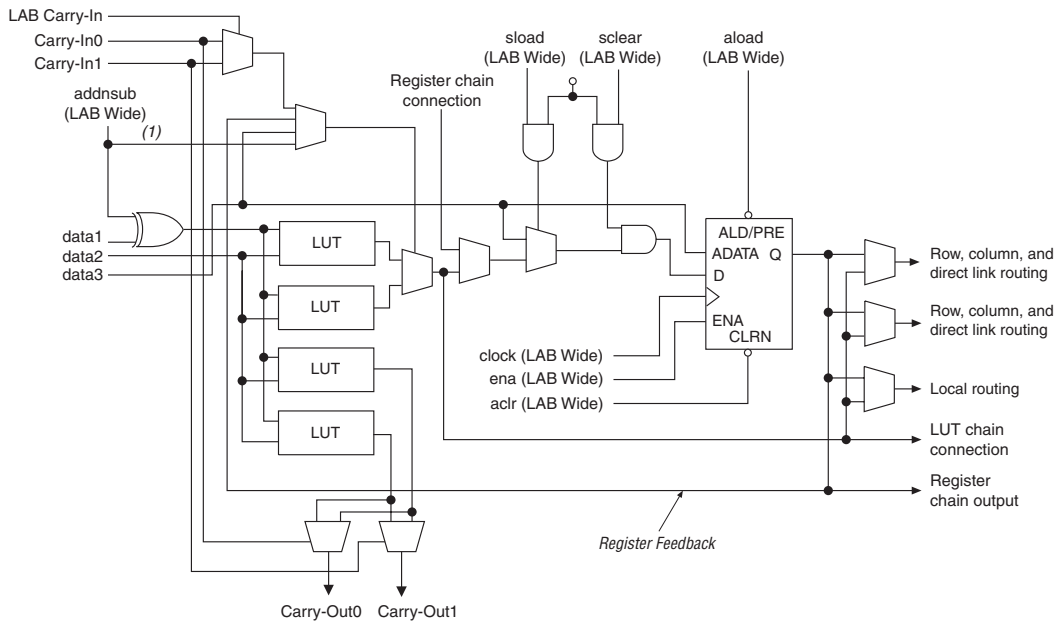 LAB Carry-In
Carry-In0
Carry-In1
addnsub
(LAB Wide)
(1)
Register chain
connection
sload
(LAB Wide)
sclear
(LAB Wide)
aload
(LAB Wide)
data1
data2
data3
LUT
LUT
LUT
LUT
ALD/PRE
ADATA Q
D
ENA
CLRN
clock (LAB Wide)
ena (LAB Wide)
aclr (LAB Wide)
Row, column, and
direct link routing
Row, column, and
direct link routing
Local routing
LUT chain
connection
Register
chain output
Register Feedback
Carry-Out0
Carry-Out1